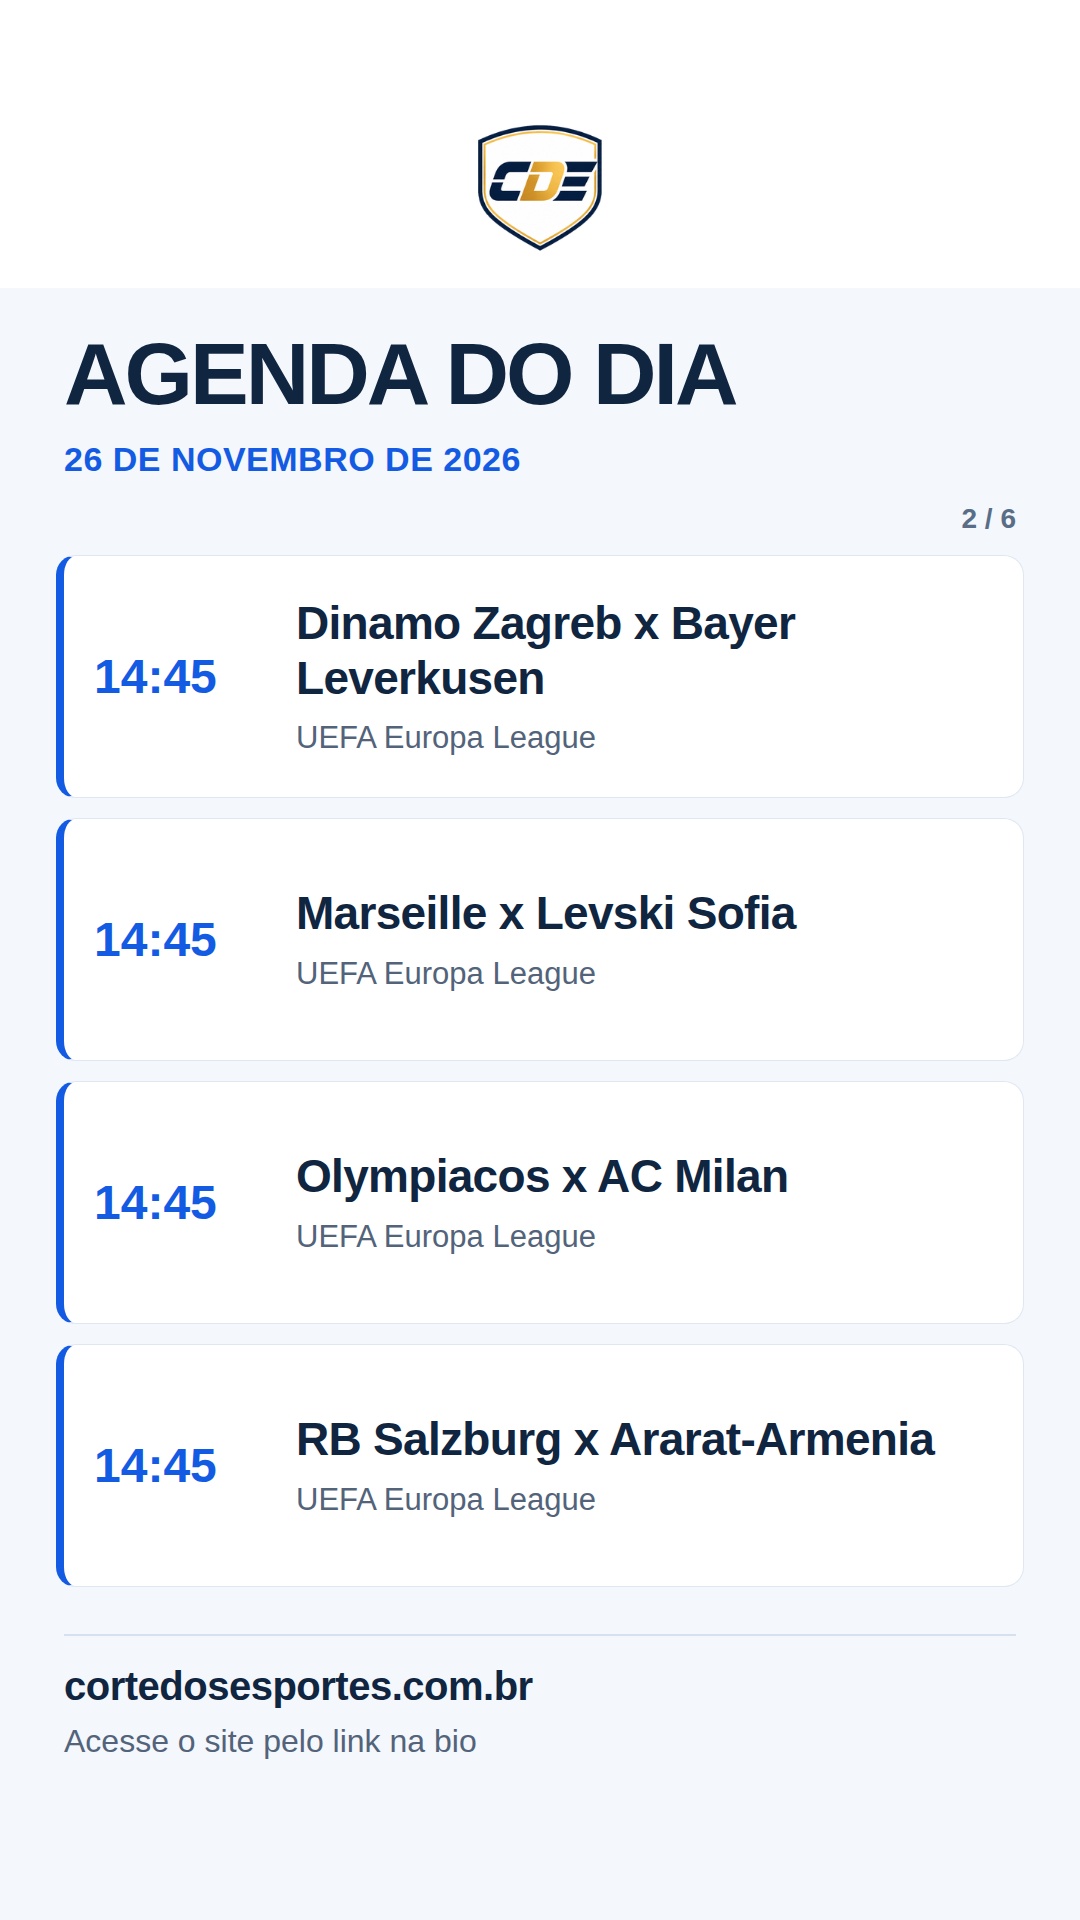 CDE
AGENDA DO DIA
26 DE NOVEMBRO DE 2026
2 / 6
14:45
Dinamo Zagreb x Bayer
Leverkusen
UEFA Europa League
14:45
Marseille x Levski Sofia
UEFA Europa League
14:45
Olympiacos x AC Milan
UEFA Europa League
14:45
RB Salzburg x Ararat-Armenia
UEFA Europa League
cortedosesportes.com.br
Acesse o site pelo link na bio